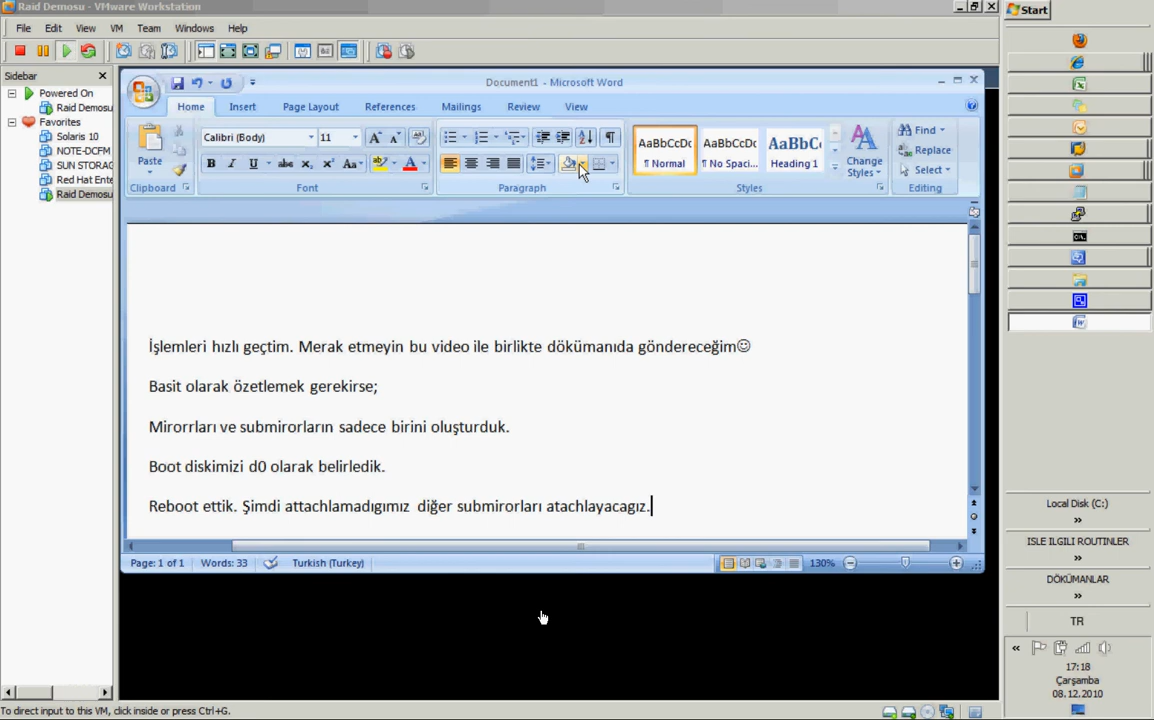 Raid Demosu - VMware Workstation
File Edit View VM Team Windows Help
Sidebar
Powered On
Raid Demosu
Favorites
Solaris 10
NOTE-DCFM
SUN STORAG
Red Hat Ente
Raid Demosu
Document1 - Microsoft Word
Home Insert Page Layout References Mailings Review View
Paste
Clipboard
Calibri (Body) 11
B I U abe x₂ x² Aa
Font
Paragraph
AaBbCcDc AaBbCcDc AaBbC
¶ Normal ¶ No Spaci... Heading 1
Change Styles
Styles
Find
Replace
Select
Editing
İşlemleri hızlı geçtim. Merak etmeyin bu video ile birlikte dökümanıda göndereceğim☺
Basit olarak özetlemek gerekirse;
Mirorrları ve submirorların sadece birini oluşturduk.
Boot diskimizi d0 olarak belirledik.
Reboot ettik. Şimdi attachlamadıgımız diğer submirorları atachlayacagız.
Page: 1 of 1 Words: 33 Turkish (Turkey) 130%
To direct input to this VM, click inside or press Ctrl+G.
Start
Local Disk (C:)
»
ISLE ILGILI ROUTINLER
»
DÖKÜMANLAR
»
TR
«
17:18
Çarşamba
08.12.2010